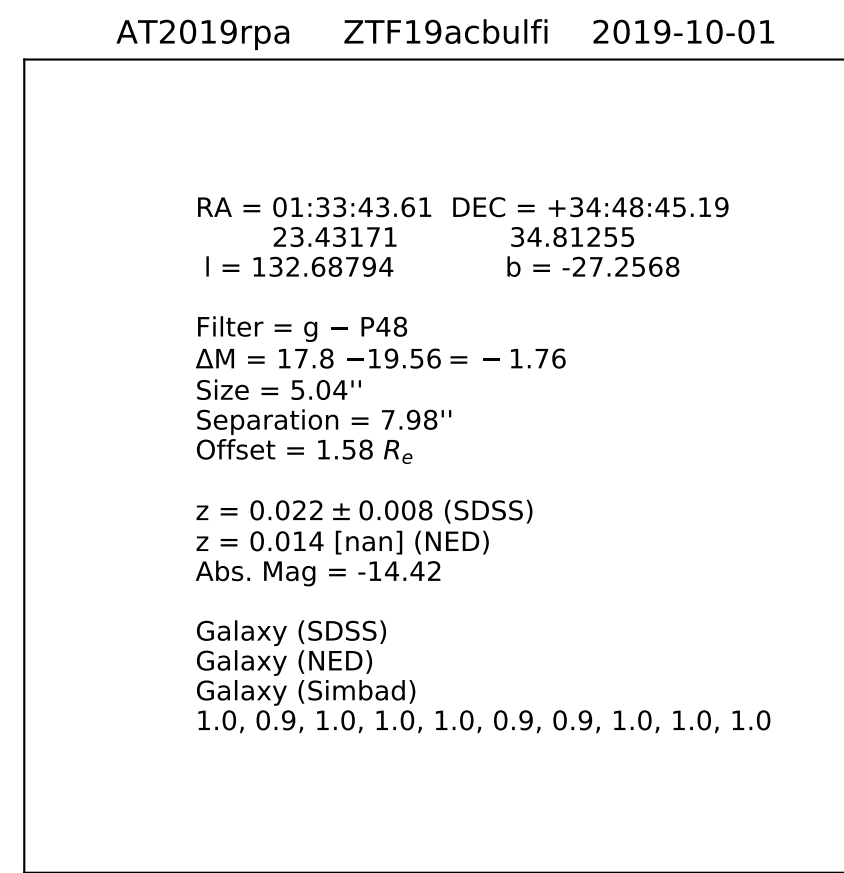 AT2019rpa ZTF19acbulfi 2019-10-01
RA = 01:33:43.61 DEC = +34:48:45.19
23.43171 34.81255
l = 132.68794 b = -27.2568
Filter = g − P48
ΔM = 17.8 −19.56 = − 1.76
Size = 5.04''
Separation = 7.98''
Offset = 1.58 Re
z = 0.022 ± 0.008 (SDSS)
z = 0.014 [nan] (NED)
Abs. Mag = -14.42
Galaxy (SDSS)
Galaxy (NED)
Galaxy (Simbad)
1.0, 0.9, 1.0, 1.0, 1.0, 0.9, 0.9, 1.0, 1.0, 1.0